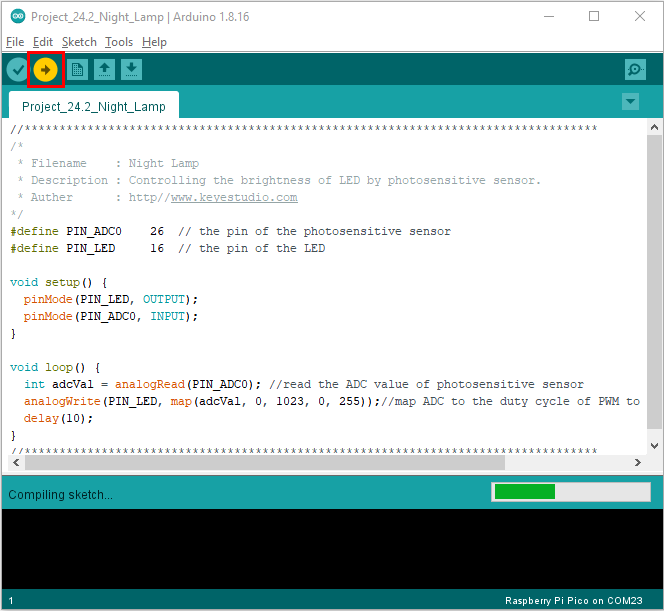 Project_24.2_Night_Lamp | Arduino 1.8.16
File Edit Sketch Tools Help
Project_24.2_Night_Lamp
//**********************************************************************************
/*
 * Filename    : Night Lamp
 * Description : Controlling the brightness of LED by photosensitive sensor.
 * Auther      : http//www.keyestudio.com
*/
#define PIN_ADC0    26  // the pin of the photosensitive sensor
#define PIN_LED     16  // the pin of the LED
void setup() {
  pinMode(PIN_LED, OUTPUT);
  pinMode(PIN_ADC0, INPUT);
}
void loop() {
  int adcVal = analogRead(PIN_ADC0); //read the ADC value of photosensitive sensor
  analogWrite(PIN_LED, map(adcVal, 0, 1023, 0, 255));//map ADC to the duty cycle of PWM to
  delay(10);
}
//**********************************************************************************
Compiling sketch...
1
Raspberry Pi Pico on COM23